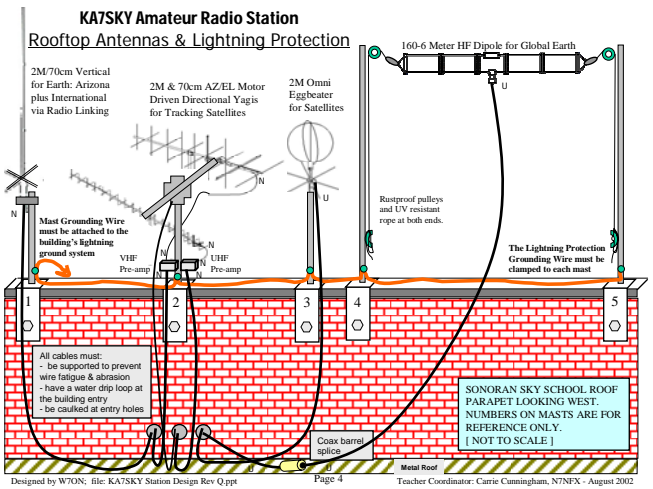 KA7SKY Amateur Radio Station
Rooftop Antennas & Lightning Protection
160-6 Meter HF Dipole for Global Earth
2M/70cm Vertical
for Earth: Arizona
plus International
via Radio Linking
2M & 70cm AZ/EL Motor
Driven Directional Yagis
for Tracking Satellites
2M Omni
Eggbeater
for Satellites
U
N
U
N
Mast Grounding Wire
must be attached to the
building's lightning
ground system
Rustproof pulleys
and UV resistant
rope at both ends.
N
N
VHF
Pre-amp
N
N
UHF
Pre-amp
The Lightning Protection
Grounding Wire must be
clamped to each mast
1
2
3
4
5
All cables must:
- be supported to prevent
wire fatigue & abrasion
- have a water drip loop at
the building entry
- be caulked at entry holes
SONORAN SKY SCHOOL ROOF
PARAPET LOOKING WEST.
NUMBERS ON MASTS ARE FOR
REFERENCE ONLY.
[ NOT TO SCALE ]
Coax barrel
splice
U
U
Metal Roof
Designed by W7ON; file: KA7SKY Station Design Rev Q.ppt
Page 4
Teacher Coordinator: Carrie Cunningham, N7NFX - August 2002